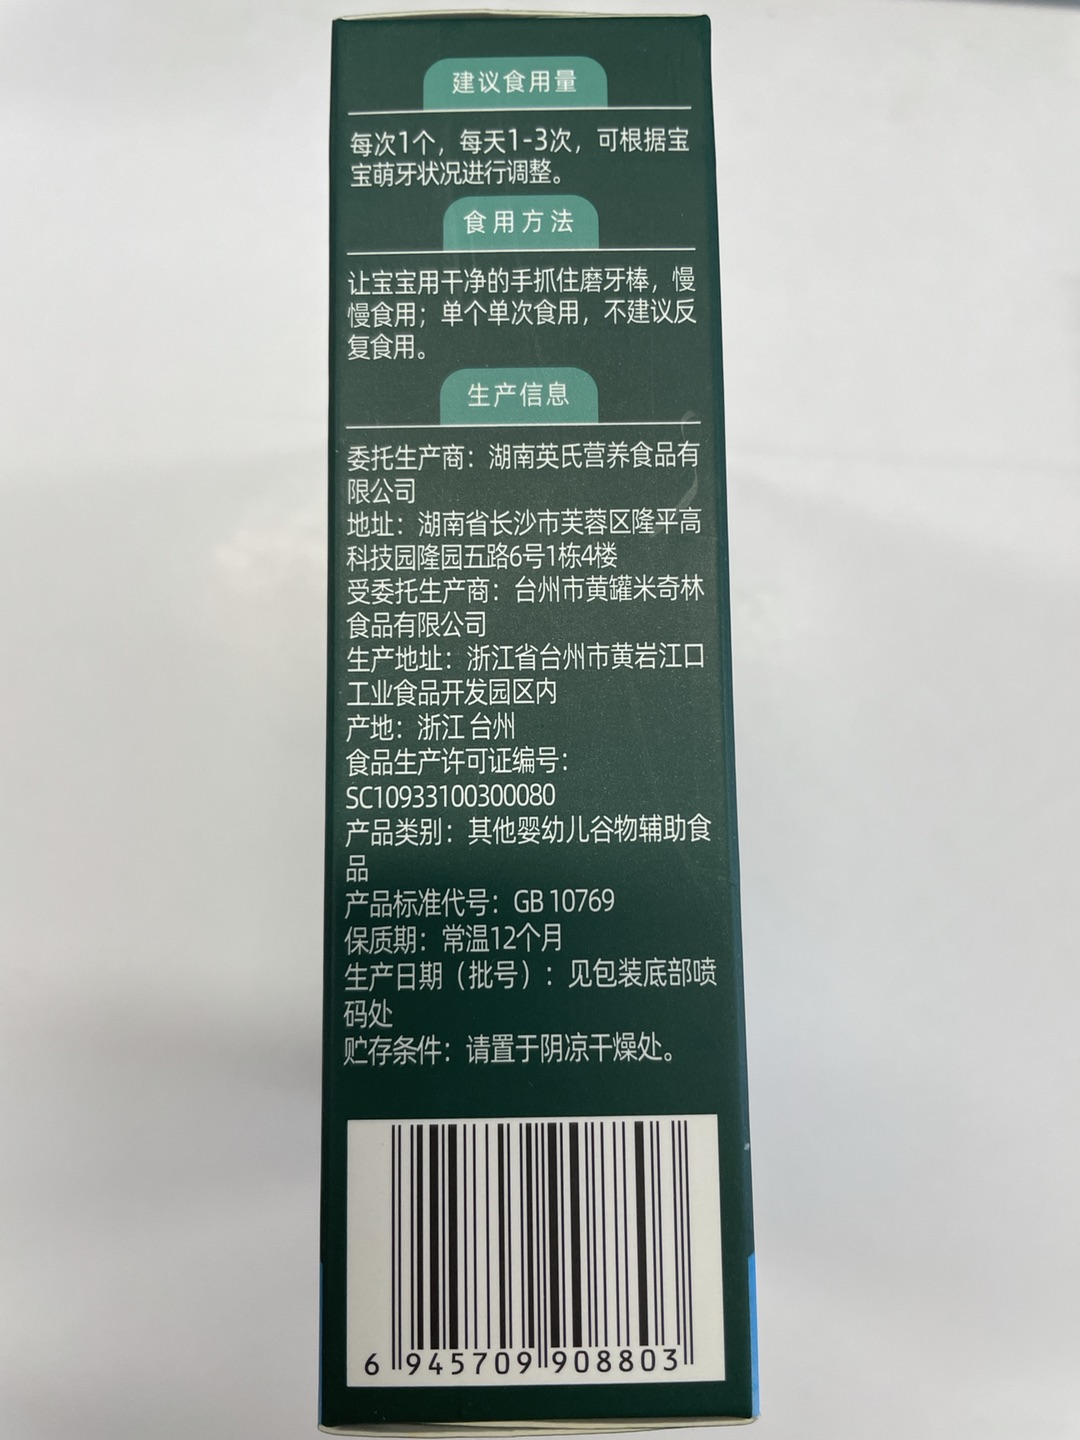 建议食用量
每次1个，每天1-3次，可根据宝
宝萌牙状况进行调整。
食用方法
让宝宝用干净的手抓住磨牙棒，慢
慢食用；单个单次食用，不建议反
复食用。
生产信息
委托生产商：湖南英氏营养食品有
限公司
地址：湖南省长沙市芙蓉区隆平高
科技园隆园五路6号1栋4楼
受委托生产商：台州市黄罐米奇林
食品有限公司
生产地址：浙江省台州市黄岩江口
工业食品开发园区内
产地：浙江 台州
食品生产许可证编号：
SC10933100300080
产品类别：其他婴幼儿谷物辅助食
品
产品标准代号：GB 10769
保质期：常温12个月
生产日期（批号）：见包装底部喷
码处
贮存条件：请置于阴凉干燥处。
6 945709 908803